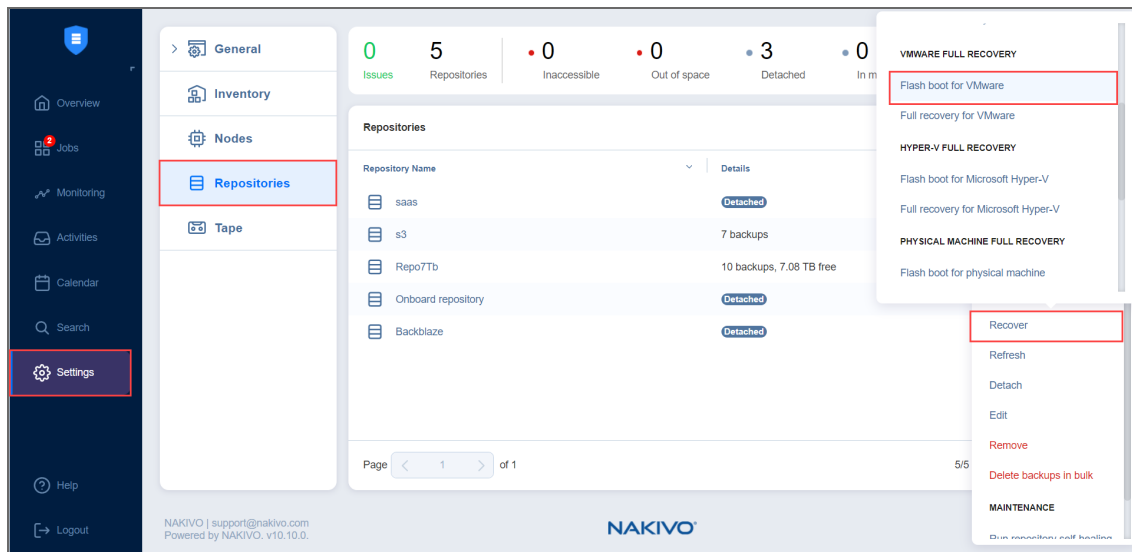 Overview
2
Jobs
Monitoring
Activities
Calendar
Search
Settings
Help
Logout
General
Inventory
Nodes
Repositories
Tape
0
Issues
5
Repositories
0
Inaccessible
0
Out of space
3
Detached
0
In m
Repositories
Repository Name
Details
saas
Detached
s3
7 backups
Repo7Tb
10 backups, 7.08 TB free
Onboard repository
Detached
Backblaze
Detached
Page
1
of 1
5/5
VMWARE FULL RECOVERY
Flash boot for VMware
Full recovery for VMware
HYPER-V FULL RECOVERY
Flash boot for Microsoft Hyper-V
Full recovery for Microsoft Hyper-V
PHYSICAL MACHINE FULL RECOVERY
Flash boot for physical machine
Recover
Refresh
Detach
Edit
Remove
Delete backups in bulk
MAINTENANCE
Run repository self-healing
NAKIVO | support@nakivo.com
Powered by NAKIVO. v10.10.0.
NAKIVO®